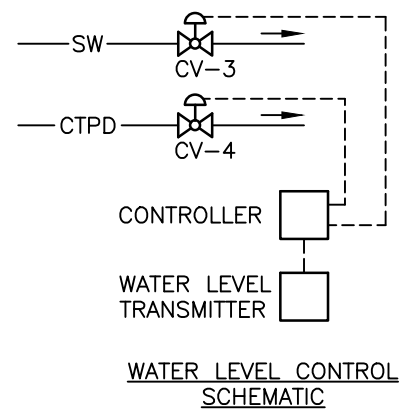 SW
CV-3
CTPD
CV-4
CONTROLLER
WATER LEVEL
TRANSMITTER
WATER LEVEL CONTROL
SCHEMATIC